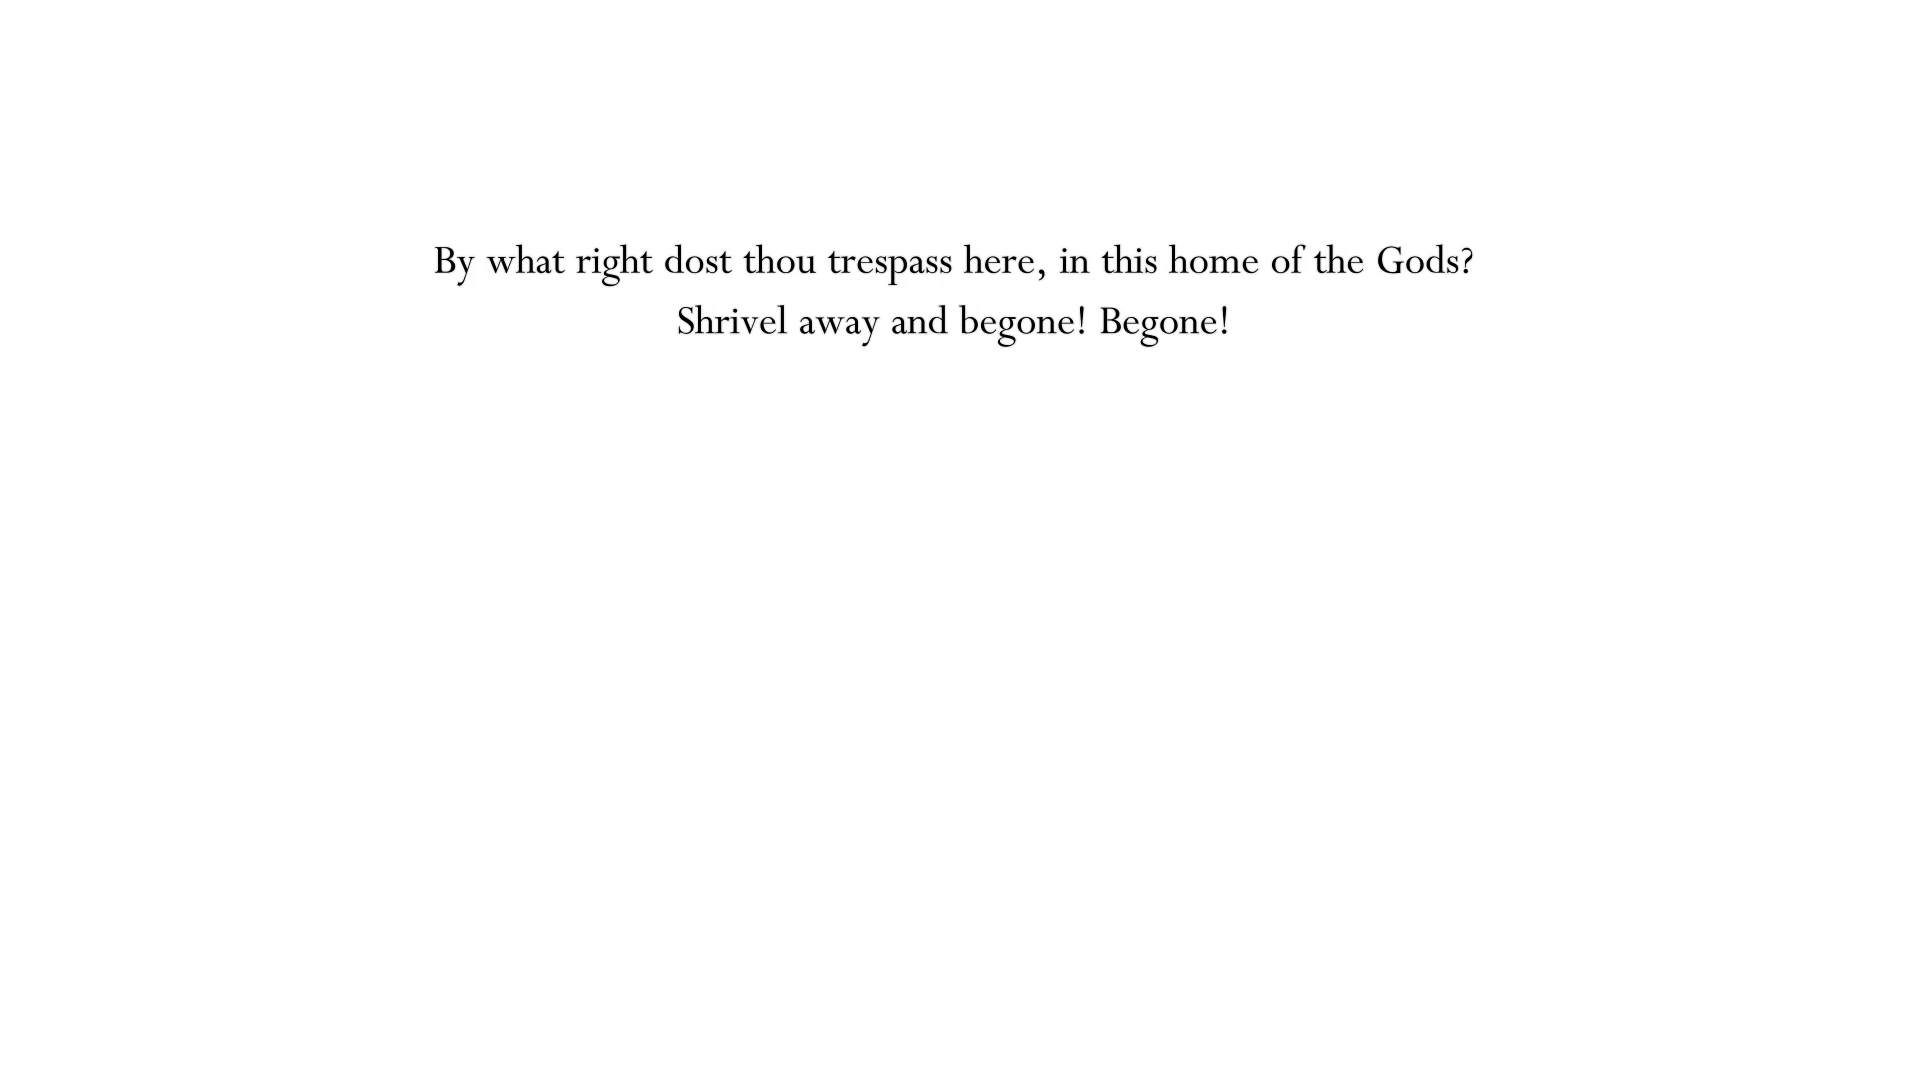 By what right dost thou trespass here, in this home of the Gods?
Shrivel away and begone! Begone!